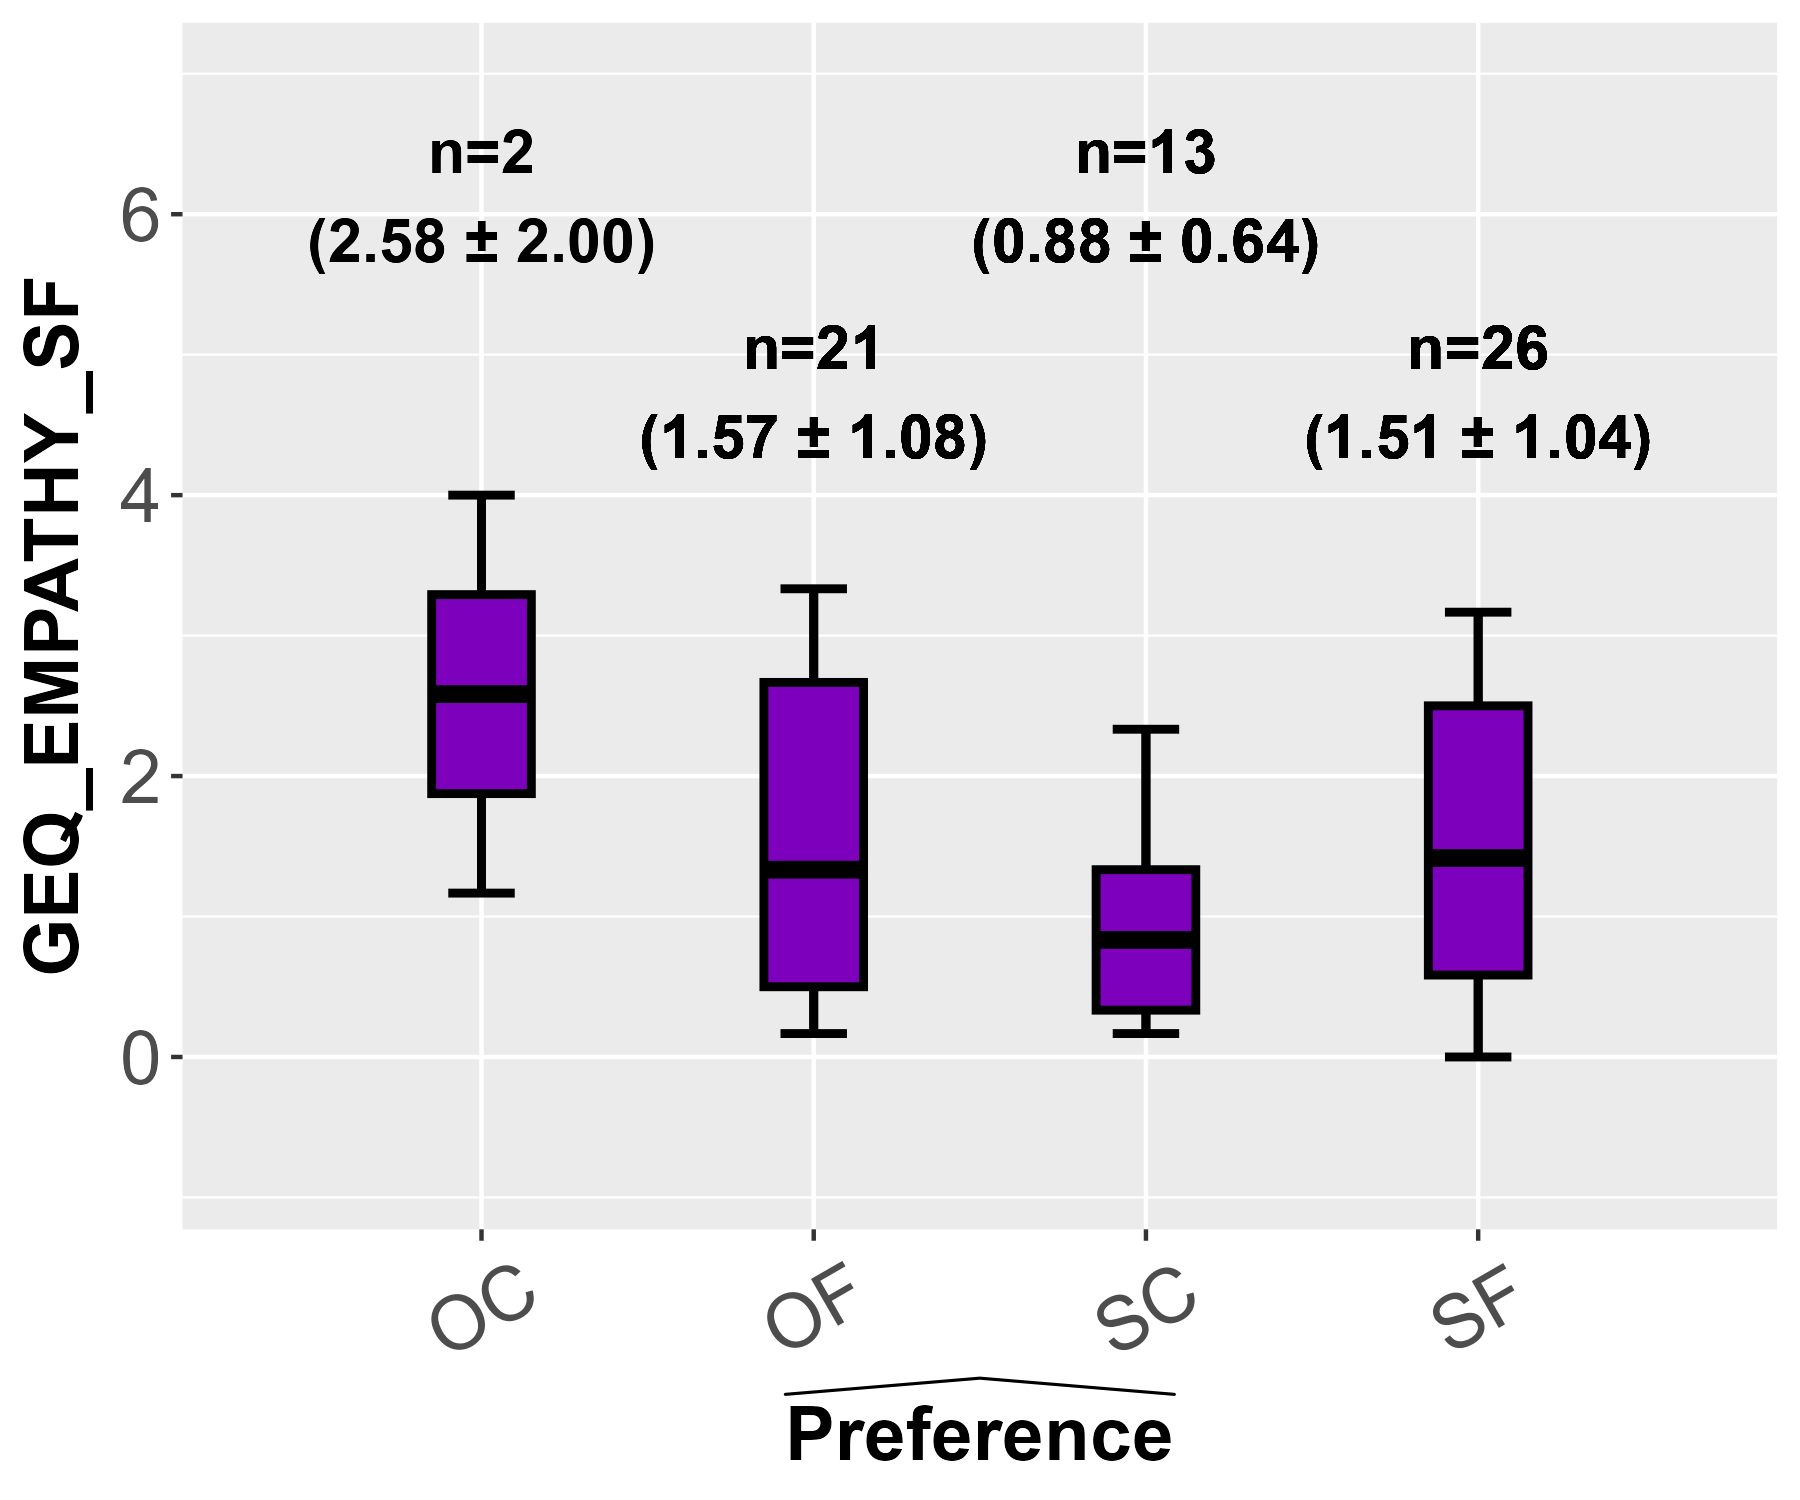 n=2
(2.58 ± 2.00)
n=13
(0.88 ± 0.64)
n=21
(1.57 ± 1.08)
n=26
(1.51 ± 1.04)
GEQ_EMPATHY_SF
6
4
2
0
OC
OF
SC
SF
Preference